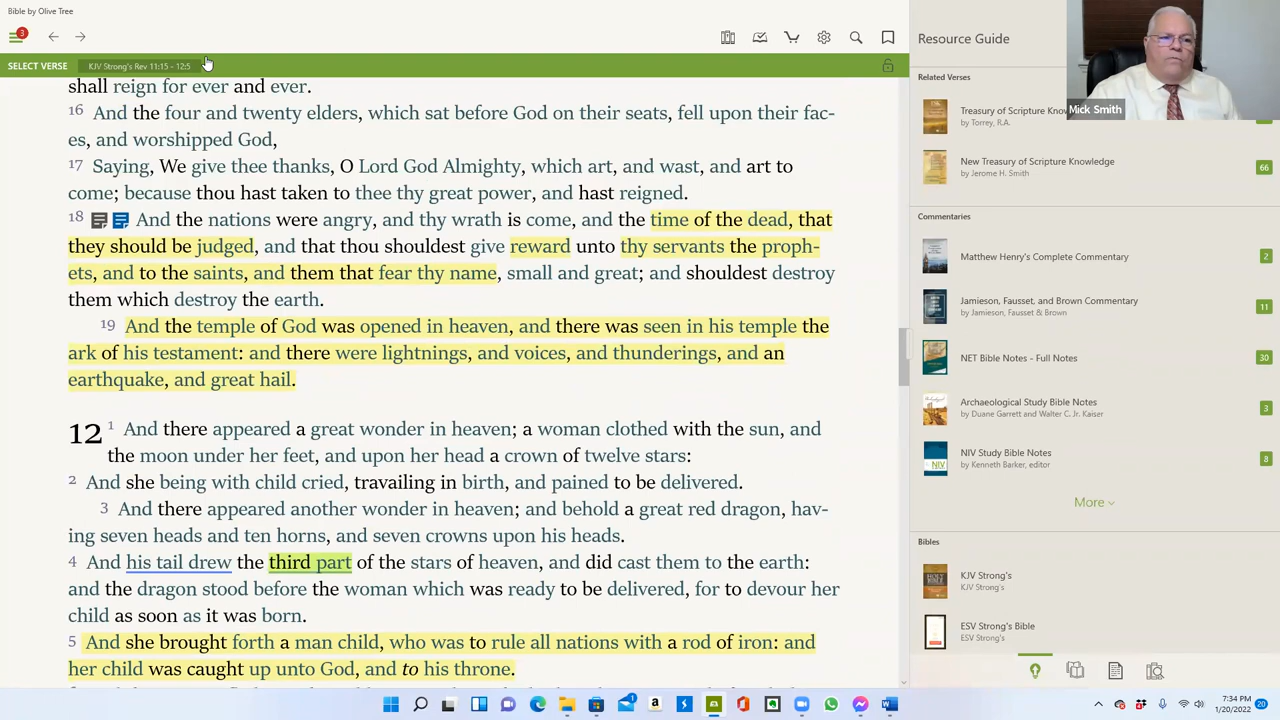 Bible by Olive Tree
3
SELECT VERSE
KJV Strong's Rev 11:15 - 12:5
shall reign for ever and ever.
16 And the four and twenty elders, which sat before God on their seats, fell upon their fac-
es, and worshipped God,
17 Saying, We give thee thanks, O Lord God Almighty, which art, and wast, and art to
come; because thou hast taken to thee thy great power, and hast reigned.
18 And the nations were angry, and thy wrath is come, and the time of the dead, that
they should be judged, and that thou shouldest give reward unto thy servants the proph-
ets, and to the saints, and them that fear thy name, small and great; and shouldest destroy
them which destroy the earth.
19 And the temple of God was opened in heaven, and there was seen in his temple the
ark of his testament: and there were lightnings, and voices, and thunderings, and an
earthquake, and great hail.
12 1 And there appeared a great wonder in heaven; a woman clothed with the sun, and
the moon under her feet, and upon her head a crown of twelve stars:
2 And she being with child cried, travailing in birth, and pained to be delivered.
3 And there appeared another wonder in heaven; and behold a great red dragon, hav-
ing seven heads and ten horns, and seven crowns upon his heads.
4 And his tail drew the third part of the stars of heaven, and did cast them to the earth:
and the dragon stood before the woman which was ready to be delivered, for to devour her
child as soon as it was born.
5 And she brought forth a man child, who was to rule all nations with a rod of iron: and
her child was caught up unto God, and to his throne.
Resource Guide
Mick Smith
Related Verses
Treasury of Scripture
by Torrey, R.A.
New Treasury of Scripture Knowledge
by Jerome H. Smith
66
Commentaries
Matthew Henry's Complete Commentary
2
Jamieson, Fausset, and Brown Commentary
by Jamieson, Fausset & Brown
11
NET Bible Notes - Full Notes
30
Archaeological Study Bible Notes
by Duane Garrett and Walter C. Jr. Kaiser
3
NIV Study Bible Notes
by Kenneth Barker, editor
8
More
Bibles
KJV Strong's
KJV Strong's
ESV Strong's Bible
ESV Strong's
7:34 PM
1/20/2022
20